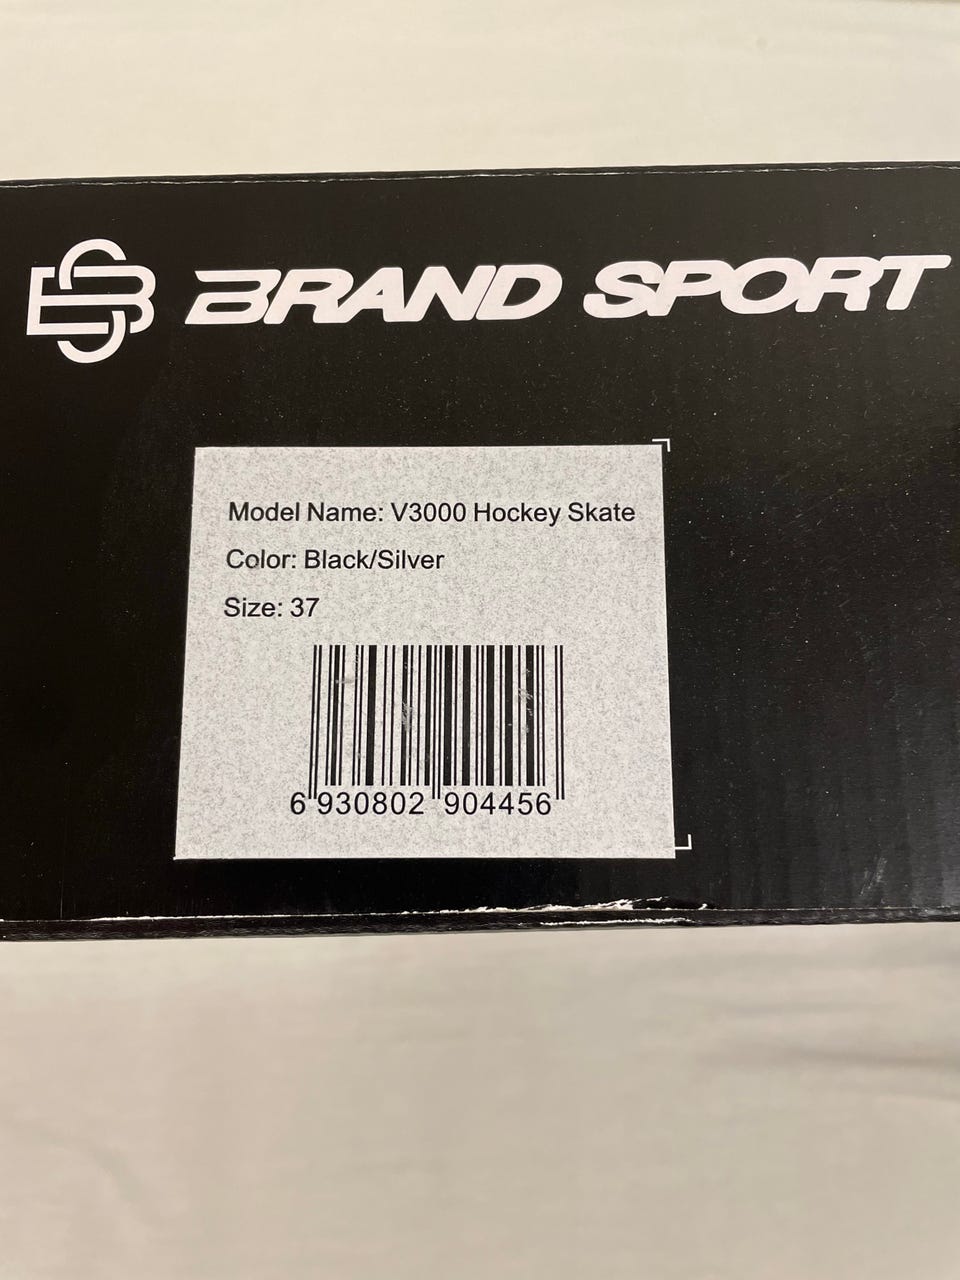 BRAND SPORT
Model Name: V3000 Hockey Skate
Color: Black/Silver
Size: 37
6 930802 904456